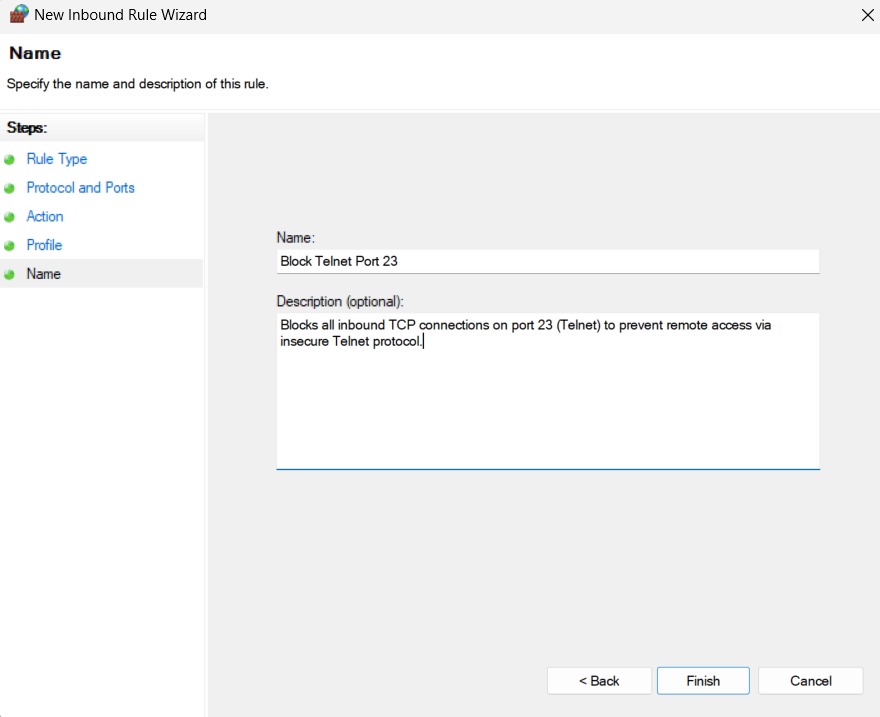 New Inbound Rule Wizard
Name
Specify the name and description of this rule.
Steps:
Rule Type
Protocol and Ports
Action
Profile
Name
Name:
Block Telnet Port 23
Description (optional):
Blocks all inbound TCP connections on port 23 (Telnet) to prevent remote access via
insecure Telnet protocol.
< Back
Finish
Cancel